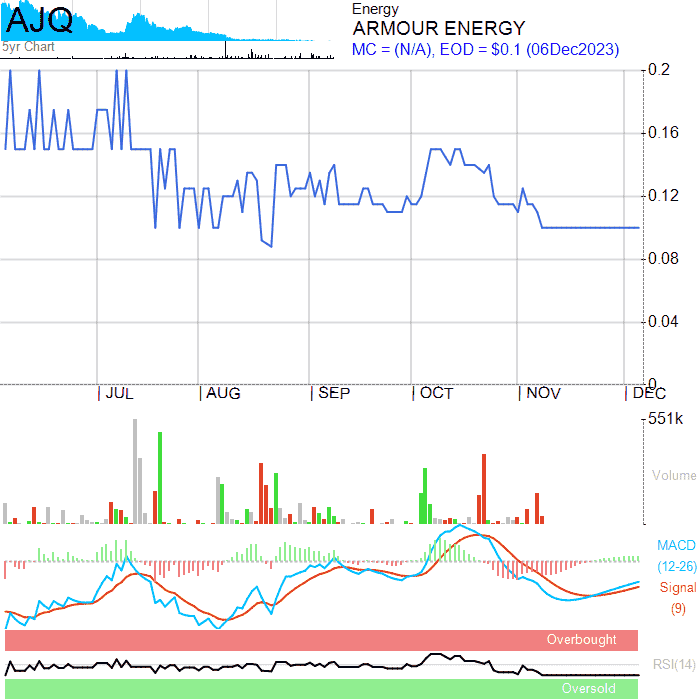 AJQ
5yr Chart
Energy
ARMOUR ENERGY
MC = (N/A), EOD = $0.1 (06Dec2023)
0.2
0.16
0.12
0.08
0.04
0
JUL AUG SEP OCT NOV DEC
551k
Volume
MACD
(12-26)
Signal
(9)
Overbought
RSI(14)
Oversold